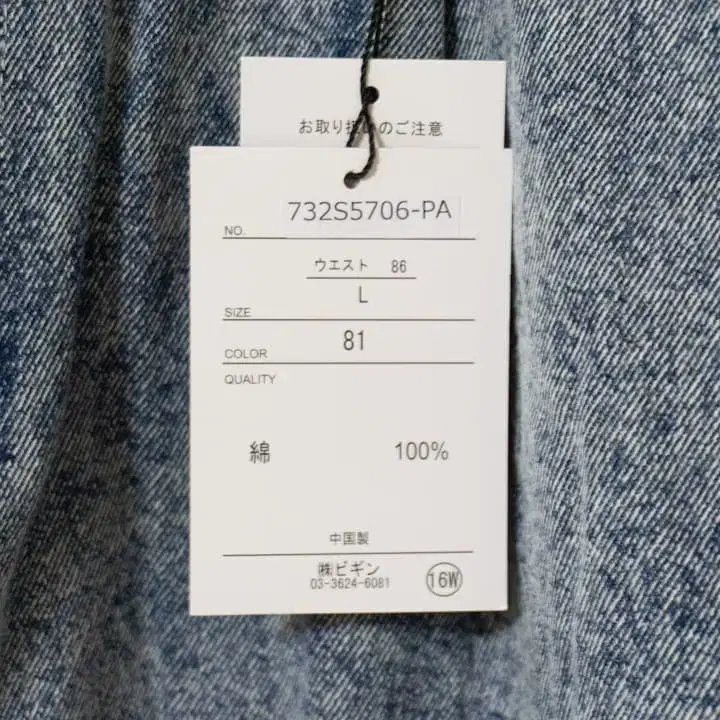 お取り扱いのご注意
NO. 732S5706-PA
ウエスト 86
SIZE L
COLOR 81
QUALITY
綿 100%
中国製
㈱ビギン
03-3624-6081
16W